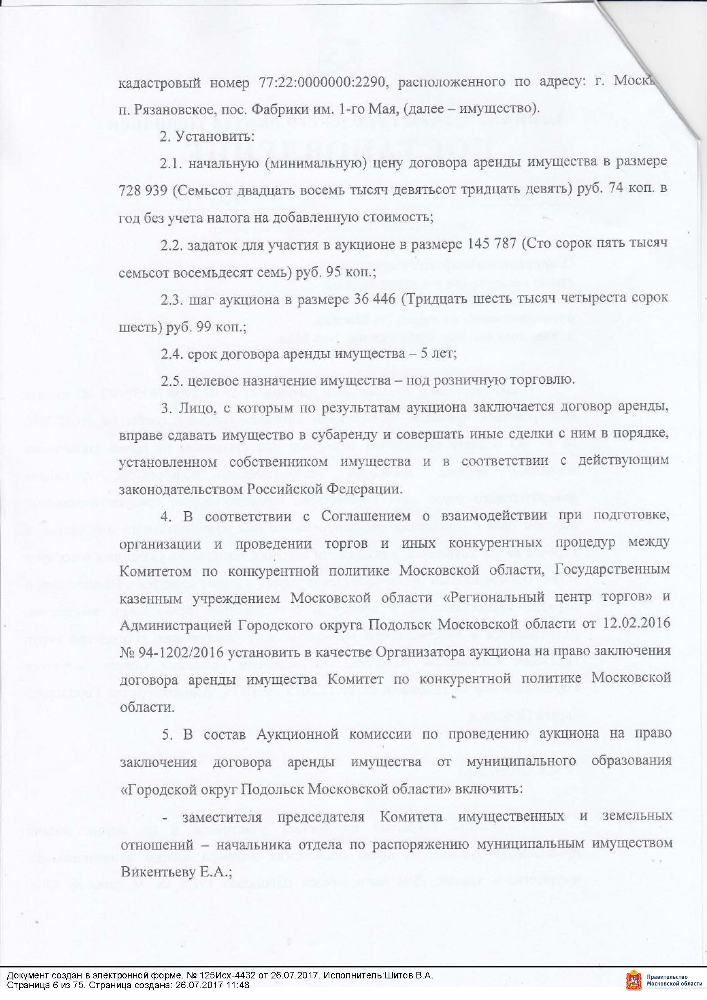 кадастровый номер 77:22:0000000:2290, расположенного по адресу: г.
п. Рязановское, пос. Фабрики им. 1-го Мая, (далее – имущество).
2. Установить:
2.1. начальную (минимальную) цену договора аренды имущества в размере
728 939 (Семьсот двадцать восемь тысяч девятьсот тридцать девять) руб. 74 коп. в
год без учета налога на добавленную стоимость;
2.2. задаток для участия в аукционе в размере 145 787 (Сто сорок пять тысяч
семьсот восемьдесят семь) руб. 95 коп.;
2.3. шаг аукциона в размере 36 446 (Тридцать шесть тысяч четыреста сорок
шесть) руб. 99 коп.;
2.4. срок договора аренды имущества – 5 лет;
2.5. целевое назначение имущества – под розничную торговлю.
3. Лицо, с которым по результатам аукциона заключается договор аренды,
вправе сдавать имущество в субаренду и совершать иные сделки с ним в порядке,
установленном собственником имущества и в соответствии с действующим
законодательством Российской Федерации.
4. В соответствии с Соглашением о взаимодействии при подготовке,
организации и проведении торгов и иных конкурентных процедур между
Комитетом по конкурентной политике Московской области, Государственным
казенным учреждением Московской области «Региональный центр торгов» и
Администрацией Городского округа Подольск Московской области от 12.02.2016
№ 94-1202/2016 установить в качестве Организатора аукциона на право заключения
договора аренды имущества Комитет по конкурентной политике Московской
области.
5. В состав Аукционной комиссии по проведению аукциона на право
заключения договора аренды имущества от муниципального образования
«Городской округ Подольск Московской области» включить:
- заместителя председателя Комитета имущественных и земельных
отношений – начальника отдела по распоряжению муниципальным имуществом
Викентьеву Е.А.;
Документ создан в электронной форме. № 125Исх-4432 от 26.07.2017. Исполнитель:Шитов В.А.
Страница 6 из 75. Страница создана: 26.07.2017 11:48
Правительство
Московской области